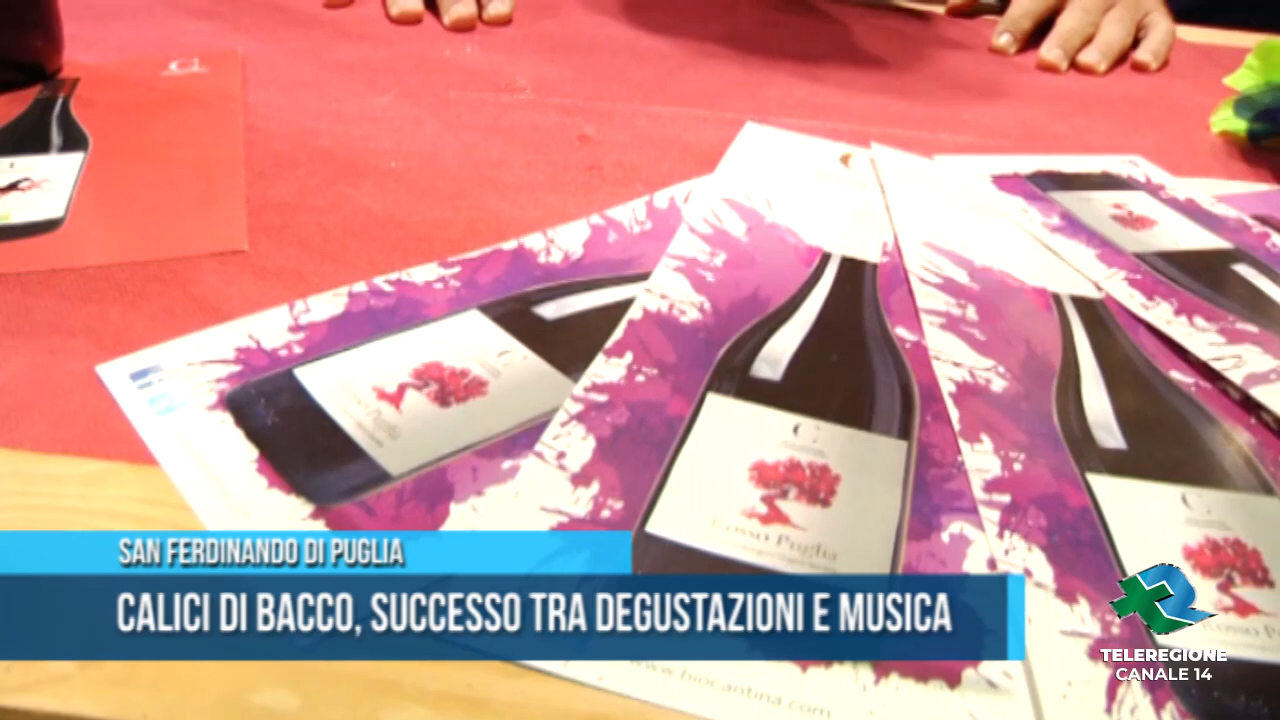 Rosso Puglia
SAN FERDINANDO DI PUGLIA
CALICI DI BACCO, SUCCESSO TRA DEGUSTAZIONI E MUSICA
TELEREGIONE
CANALE 14
www.biocantina.com